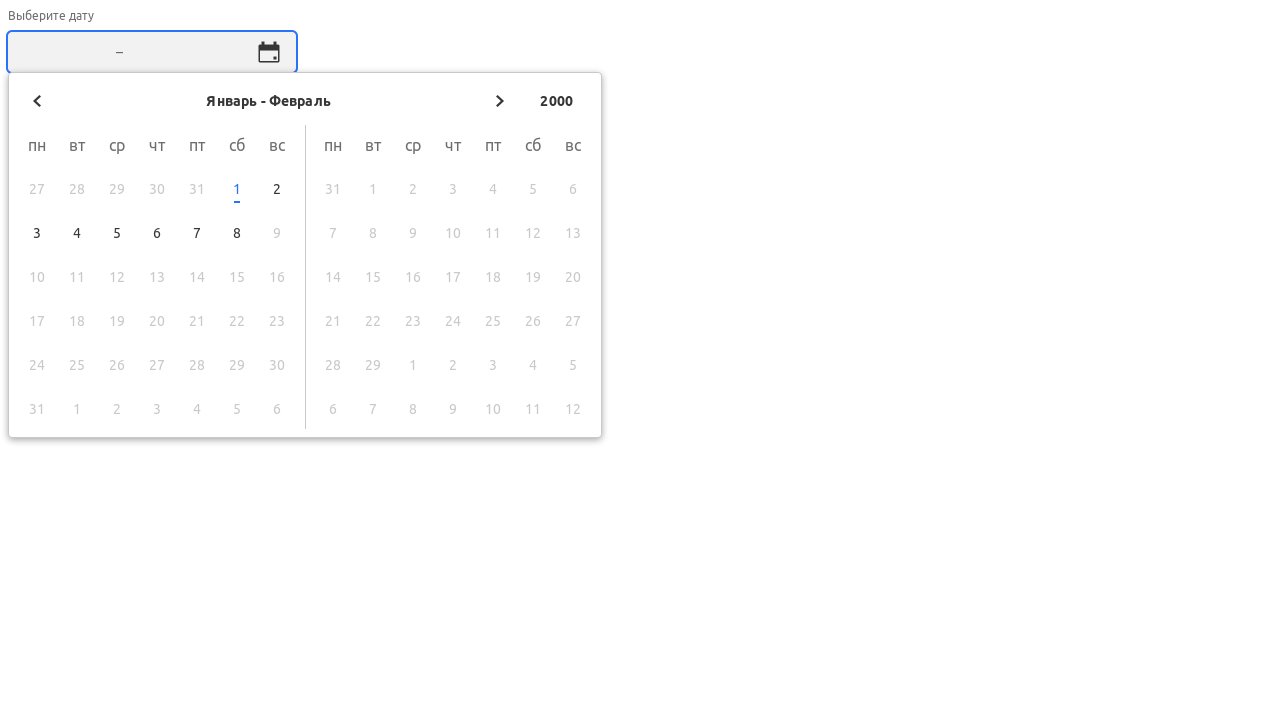 Выберите дату
–
Январь - Февраль 2000
пн вт ср чт пт сб вс пн вт ср чт пт сб вс
27 28 29 30 31 1 2 31 1 2 3 4 5 6
3 4 5 6 7 8 9 7 8 9 10 11 12 13
10 11 12 13 14 15 16 14 15 16 17 18 19 20
17 18 19 20 21 22 23 21 22 23 24 25 26 27
24 25 26 27 28 29 30 28 29 1 2 3 4 5
31 1 2 3 4 5 6 6 7 8 9 10 11 12